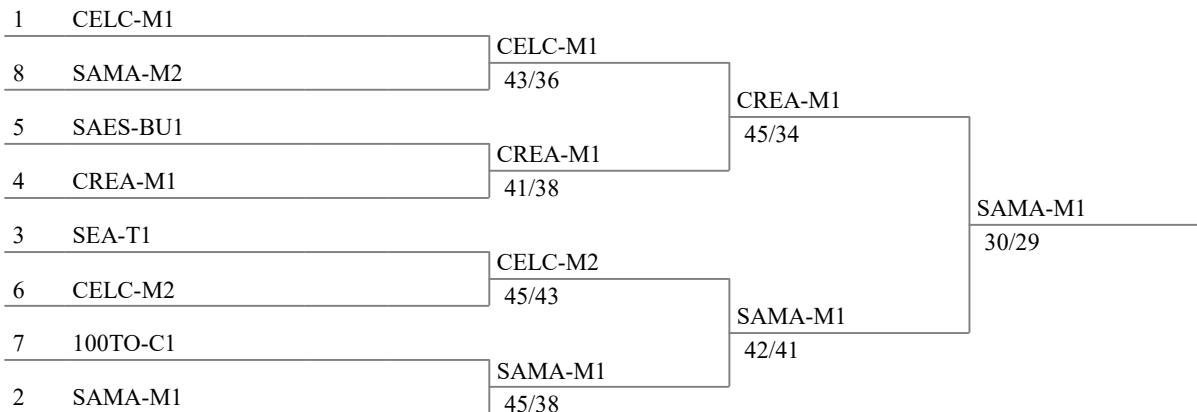 1 CELC-M1
CELC-M1
8 SAMA-M2
43/36
CREA-M1
5 SAES-BU1
45/34
CREA-M1
4 CREA-M1
41/38
SAMA-M1
3 SEA-T1
30/29
CELC-M2
6 CELC-M2
45/43
SAMA-M1
7 100TO-C1
42/41
SAMA-M1
2 SAMA-M1
45/38